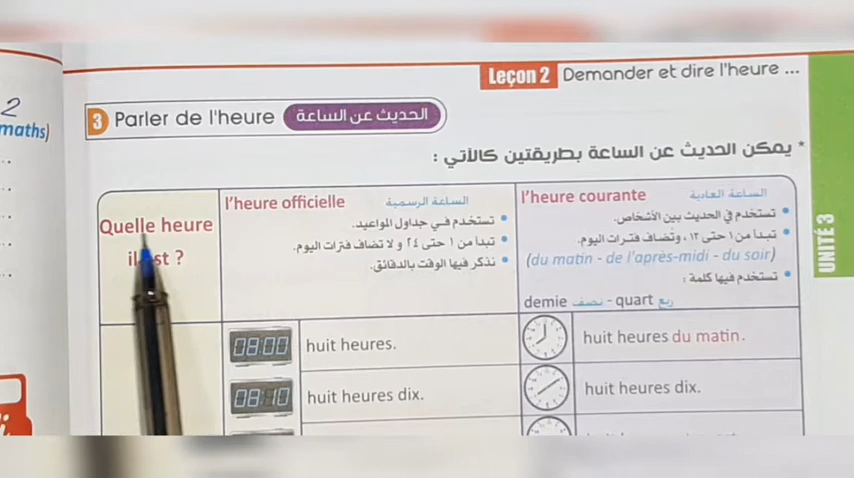 Leçon 2 Demander et dire l'heure ...
2
maths)
3 Parler de l'heure الحديث عن الساعة
* يمكن الحديث عن الساعة بطريقتين كالآتي :
Quelle heure
il est ?
l'heure officielle الساعة الرسمية
• تستخدم في جداول المواعيد.
• تبدأ من ١ حتى ٢٤ و لا تضاف فترات اليوم.
• نذكر فيها الوقت بالدقائق.
l'heure courante الساعة العادية
• تستخدم في الحديث بين الأشخاص.
• تبدأ من ١ حتى ١٢ ، وتضاف فترات اليوم.
(du matin - de l'après-midi - du soir)
• تستخدم فيها كلمة :
demie نصف - quart ربع
08:00 huit heures. huit heures du matin.
08:10 huit heures dix. huit heures dix.
UNITÉ 3